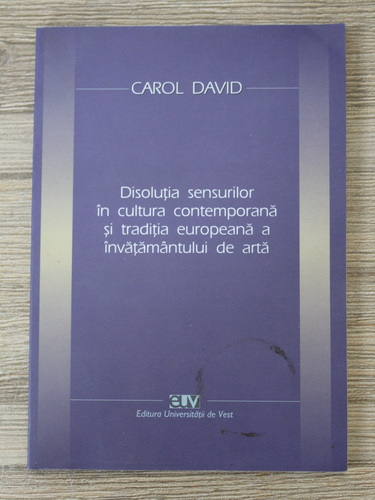 CAROL DAVID
Disoluția sensurilor
în cultura contemporană
și tradiția europeană a
învățământului de artă
euv
Editura Universității de Vest